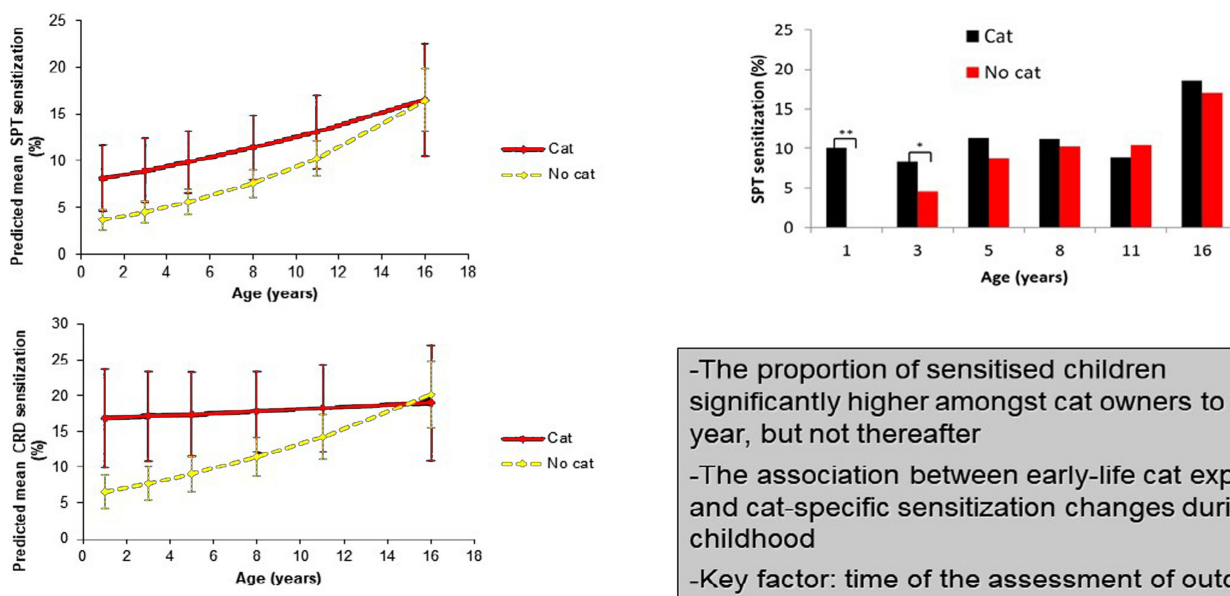 Predicted mean SPT sensitization
(%)
25
20
15
10
5
0
0 2 4 6 8 10 12 14 16 18
Age (years)
Cat
No cat
Predicted mean CRD sensitization
(%)
30
25
20
15
10
5
0
0 2 4 6 8 10 12 14 16 18
Age (years)
Cat
No cat
SPT sensitization (%)
25
20
15
10
5
0
Cat
No cat
**
*
1 3 5 8 11 16
Age (years)
-The proportion of sensitised children
significantly higher amongst cat owners to
year, but not thereafter
-The association between early-life cat exp
and cat-specific sensitization changes duri
childhood
-Key factor: time of the assessment of outc